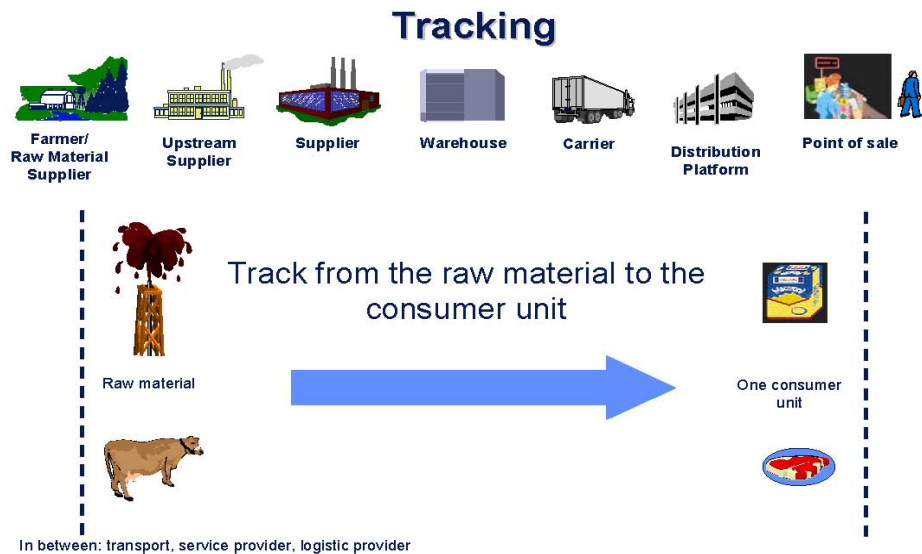 Tracking
Farmer/
Raw Material
Supplier
Upstream
Supplier
Supplier
Warehouse
Carrier
Distribution
Platform
Point of sale
Track from the raw material to the
consumer unit
Raw material
One consumer
unit
In between: transport, service provider, logistic provider